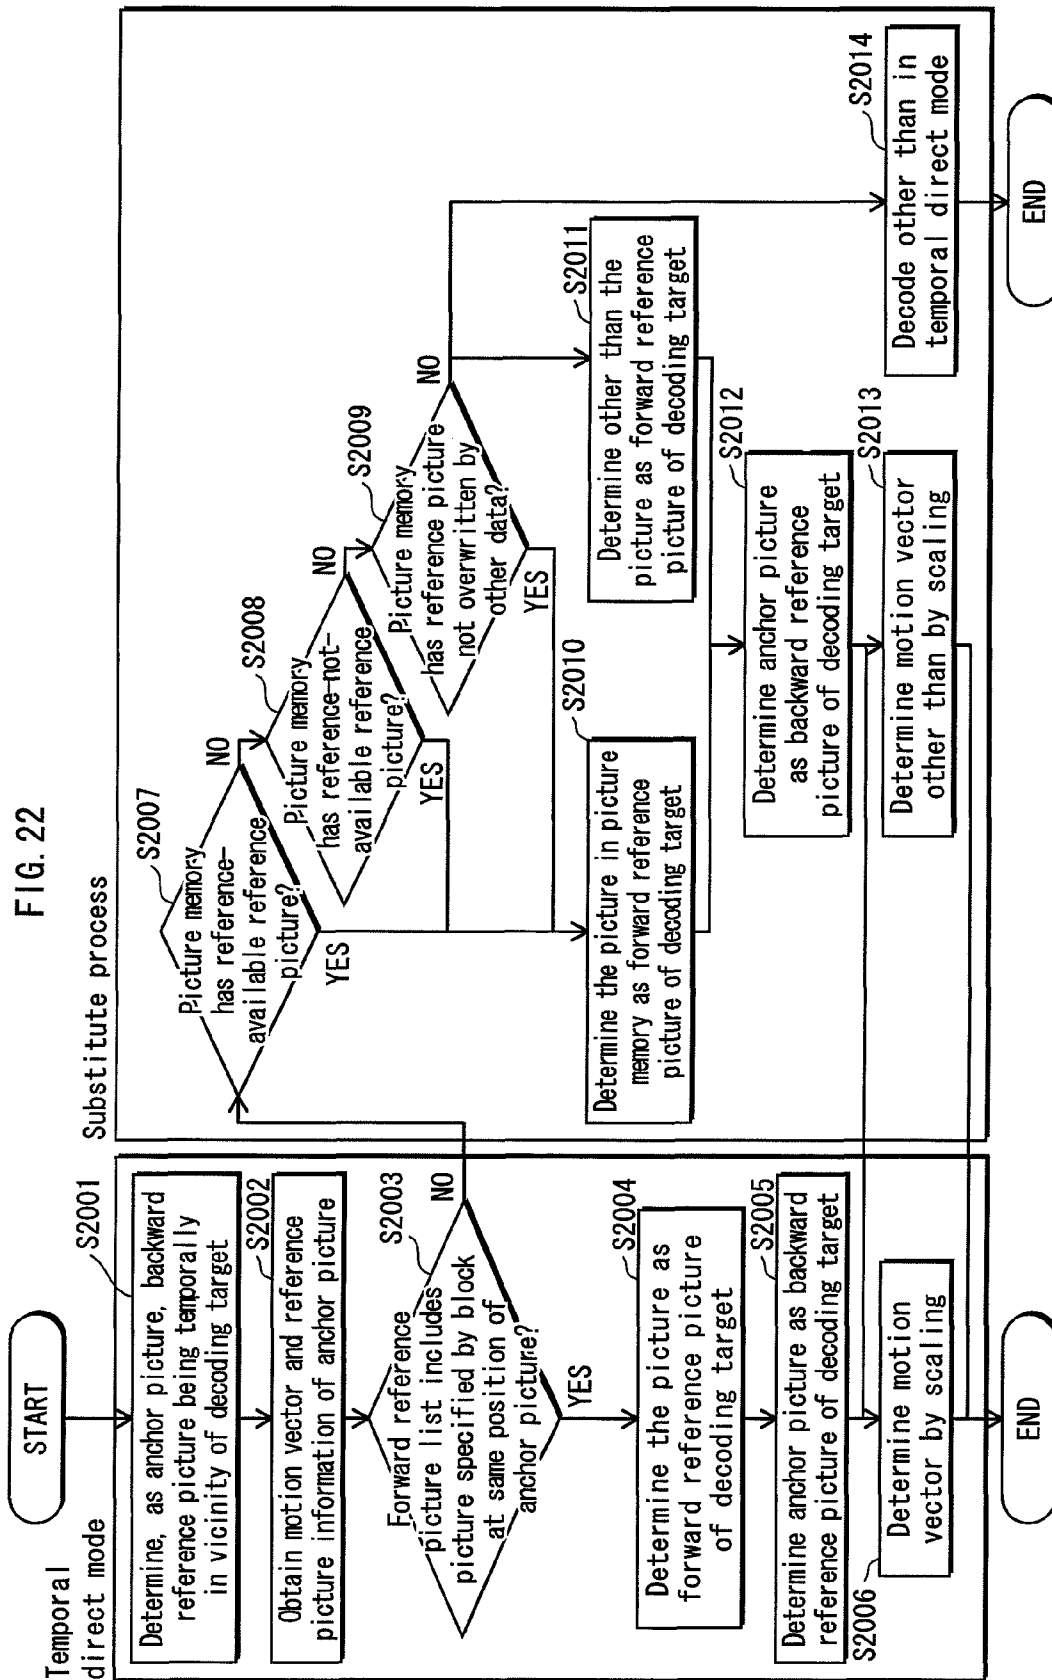 FIG. 22
Temporal
direct mode
START
S2001
Determine, as anchor picture, backward
reference picture being temporally
in vicinity of decoding target
S2002
Obtain motion vector and reference
picture information of anchor picture
S2003
Forward reference
picture list includes
picture specified by block
at same position of
anchor picture?
NO
YES
S2004
Determine the picture as
forward reference picture
of decoding target
S2005
Determine anchor picture as backward
reference picture of decoding target
S2006
Determine motion
vector by scaling
END
Substitute process
S2007
Picture memory
has reference-
available reference
picture?
NO
YES
S2008
Picture memory
has reference-not-
available reference
picture?
NO
YES
S2009
Picture memory
has reference picture
not overwritten by
other data?
NO
YES
S2010
Determine the picture in picture
memory as forward reference
picture of decoding target
S2011
Determine other than the
picture as forward reference
picture of decoding target
S2012
Determine anchor picture
as backward reference
picture of decoding target
S2013
Determine motion vector
other than by scaling
S2014
Decode other than in
temporal direct mode
END